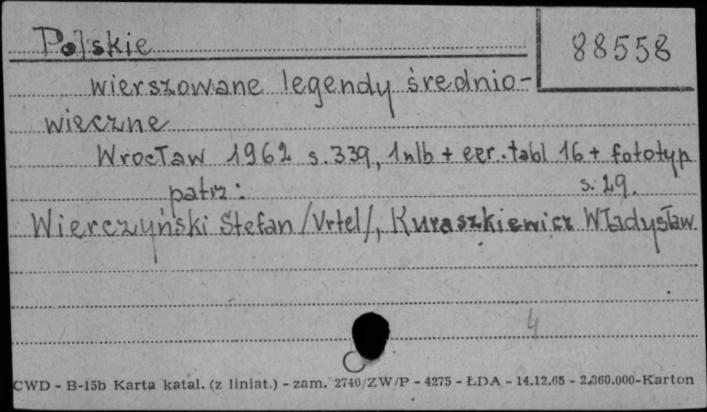 Polskie
88558
wierszowane legendy średnio-
wieczne
Wrocław 1962 s. 339, 1 nlb + err. tabl 16 + fototyp
s. 29.
patrz:
Wierczyński Stefan /Vrtel/, Kuraszkiewicz Władysław
4
CWD - B-15b Karta katal. (z liniat.) - zam. 2740/ZW/P - 4275 - ŁDA - 14.12.65 - 2.360.000-Karton